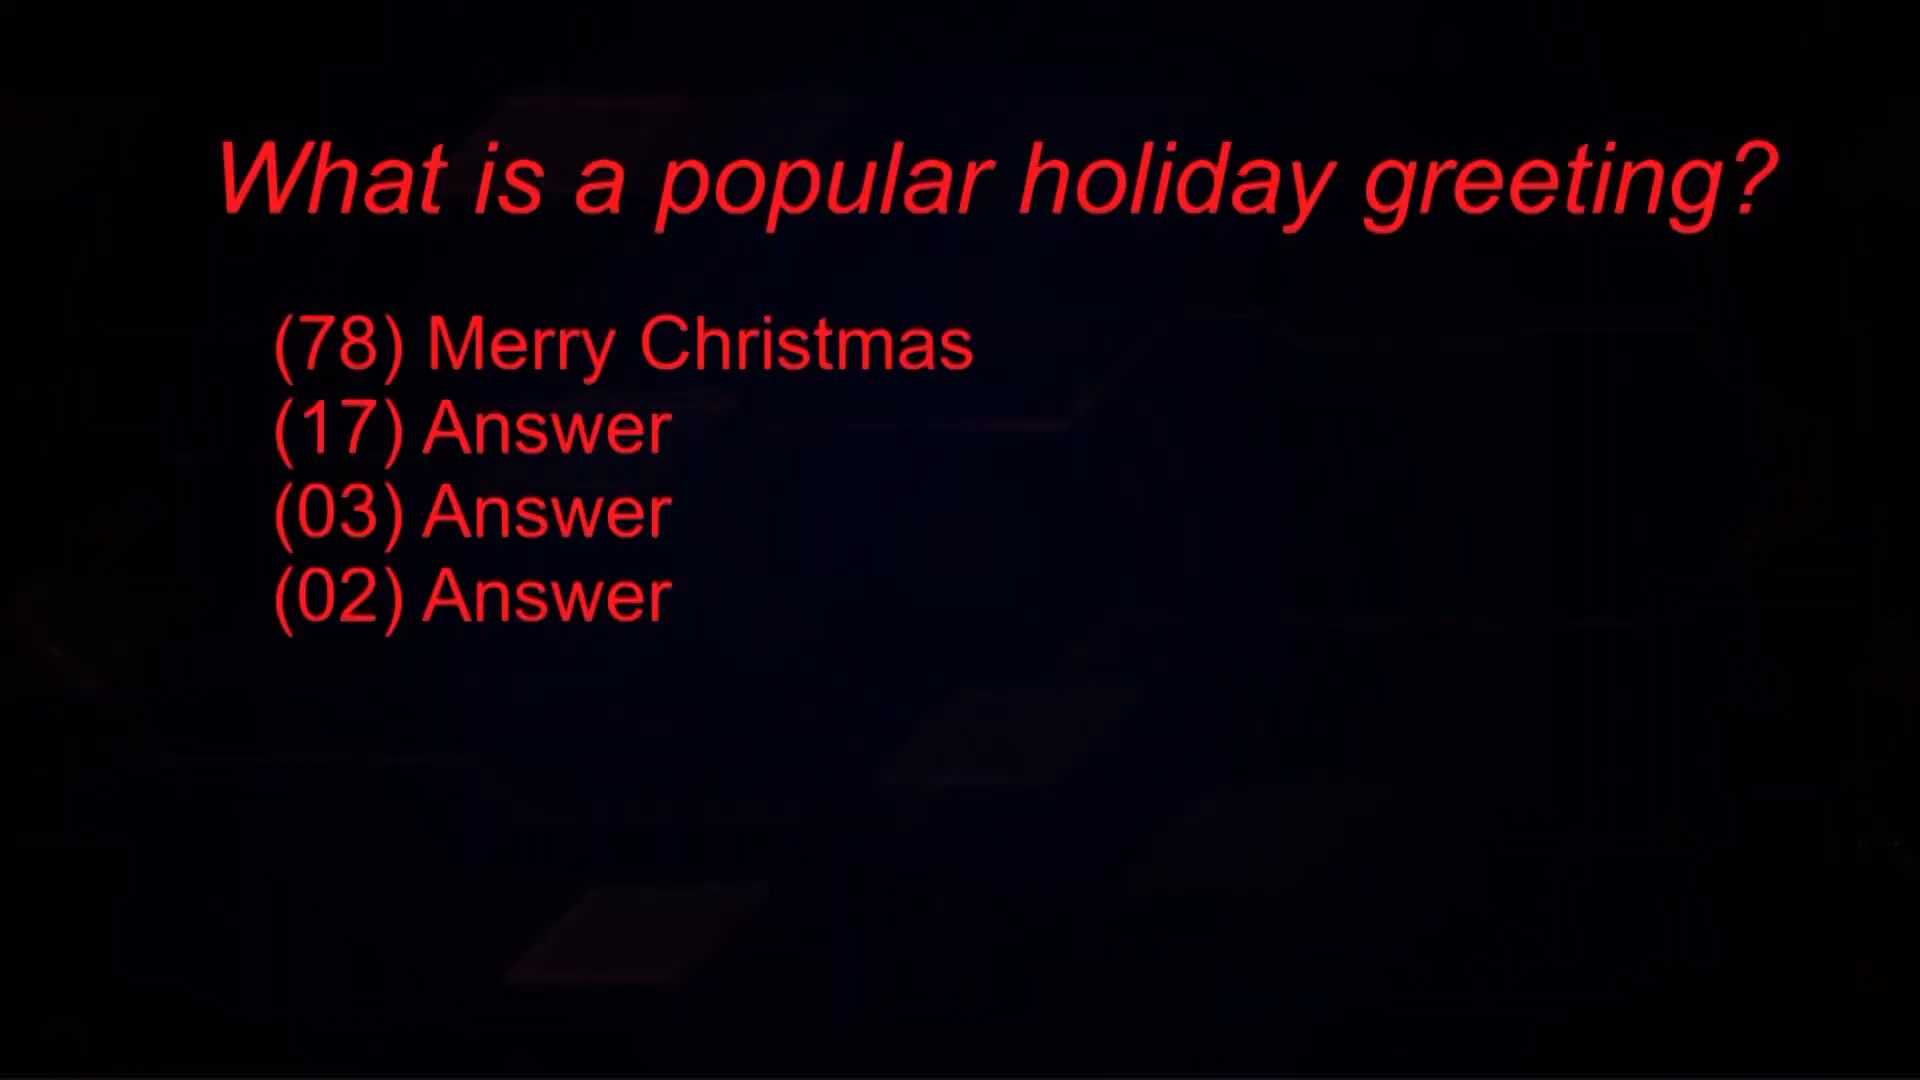 What is a popular holiday greeting?
(78) Merry Christmas
(17) Answer
(03) Answer
(02) Answer